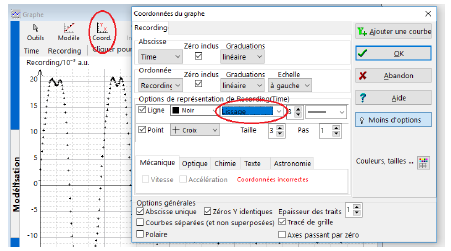 Graphe
Outils Modèle Coord.
Time Recording Cliquer pour
Recording/10⁻³ a.u.
20
15
10
5
0
-5
-10
Modélisation
Coordonnées du graphe
Recording
Abscisse
Zéro inclus Graduations
Time linéaire
Ordonnée
Zéro inclus Graduations Echelle
Recording linéaire à gauche
Options de représentation de Recording(Time)
Ligne Noir Lissage
Point Croix Taille 3 Pas 1
Mécanique Optique Chimie Texte Astronomie
Vitesse Accélération Coordonnées incorrectes
Options générales
Abscisse unique Zéros Y identiques Epaisseur des traits 1
Courbes séparées (et non superposées) Tracé de grille
Polaire Axes passant par zéro
Ajouter une courbe
OK
Abandon
Aide
Moins d'options
Couleurs, tailles ...